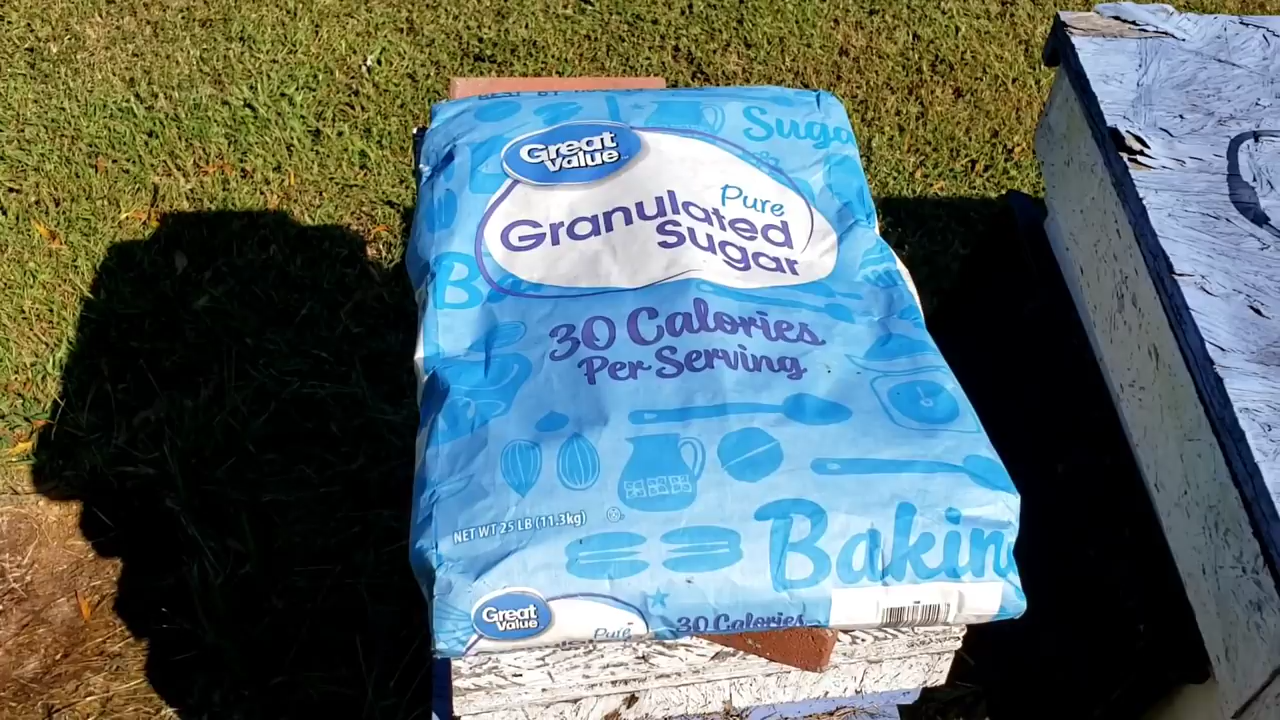 Suga
Great
Value
Pure
Granulated
Sugar
B
30 Calories
Per Serving
NET WT 25 LB (11.3kg)
Bakin
Great
Value
Pure
30 Calories